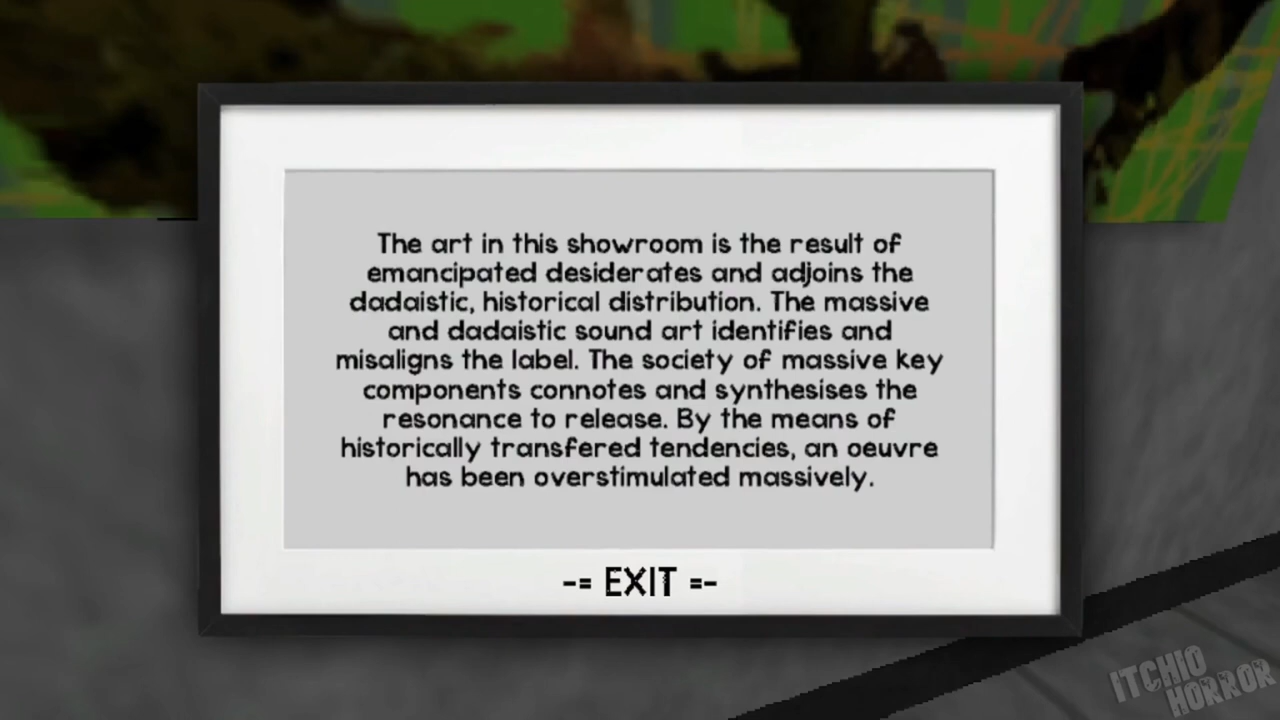 The art in this showroom is the result of
emancipated desiderates and adjoins the
dadaistic, historical distribution. The massive
and dadaistic sound art identifies and
misaligns the label. The society of massive key
components connotes and synthesises the
resonance to release. By the means of
historically transfered tendencies, an oeuvre
has been overstimulated massively.
-= EXIT =-
ITCHIO
HORROR